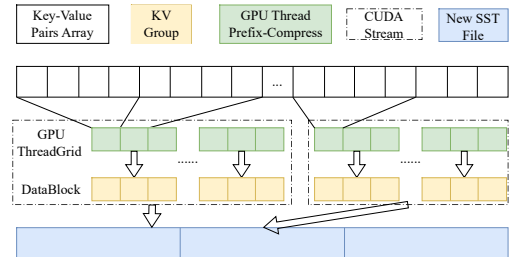 Key-Value
Pairs Array
KV
Group
GPU Thread
Prefix-Compress
CUDA
Stream
New SST
File
...
GPU
ThreadGrid
......
......
DataBlock